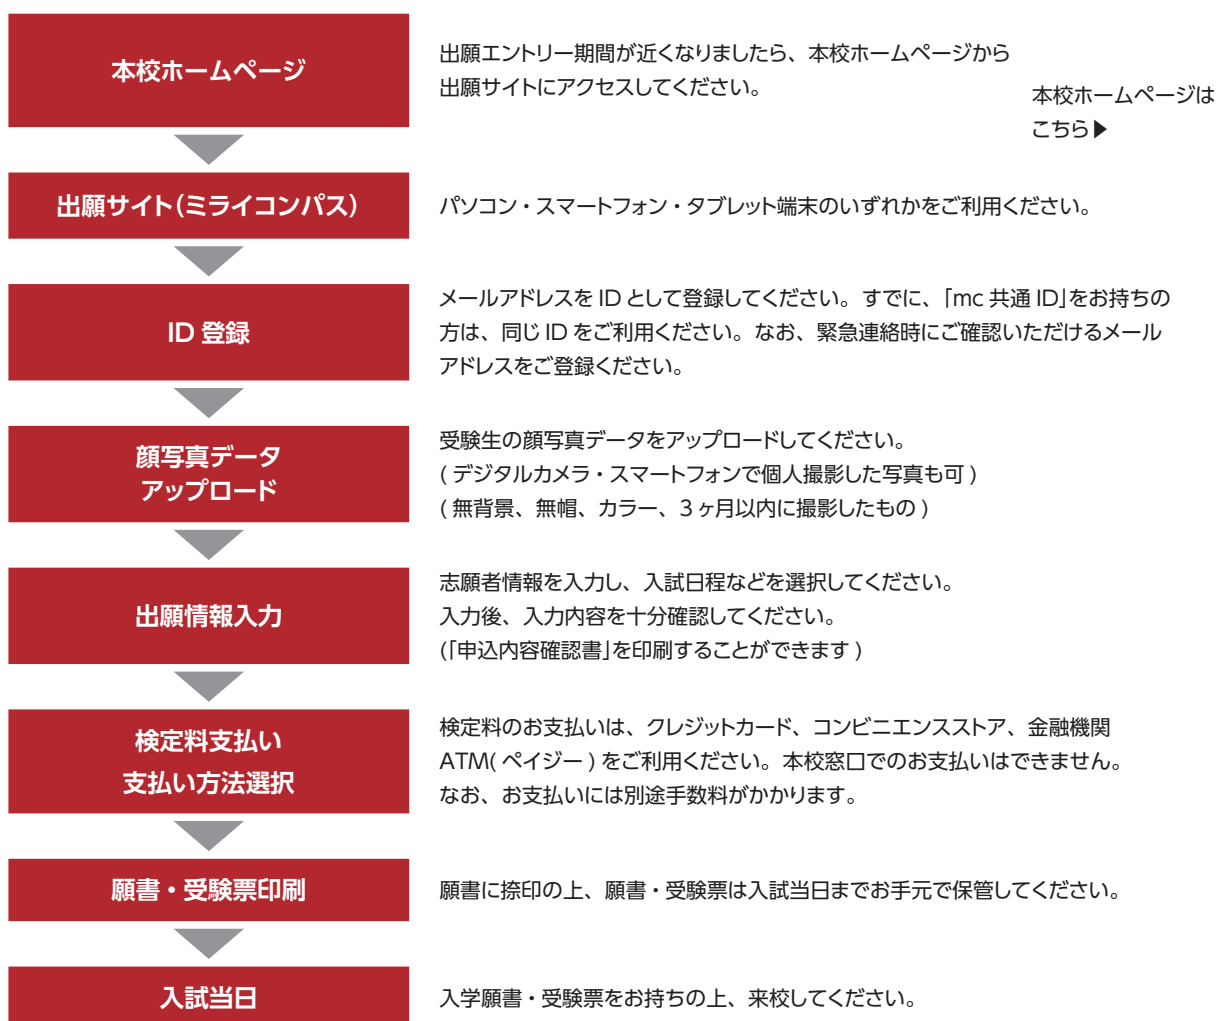 本校ホームページ
出願エントリー期間が近くなりましたら、本校ホームページから
出願サイトにアクセスしてください。
本校ホームページは
こちら▶
出願サイト（ミライコンパス）
パソコン・スマートフォン・タブレット端末のいずれかをご利用ください。
ID 登録
メールアドレスを ID として登録してください。すでに、「mc 共通 ID」をお持ちの
方は、同じ ID をご利用ください。なお、緊急連絡時にご確認いただけるメール
アドレスをご登録ください。
顔写真データ
アップロード
受験生の顔写真データをアップロードしてください。
( デジタルカメラ・スマートフォンで個人撮影した写真も可 )
( 無背景、無帽、カラー、3 ヶ月以内に撮影したもの )
出願情報入力
志願者情報を入力し、入試日程などを選択してください。
入力後、入力内容を十分確認してください。
(「申込内容確認書」を印刷することができます )
検定料支払い
支払い方法選択
検定料のお支払いは、クレジットカード、コンビニエンスストア、金融機関
ATM( ペイジー ) をご利用ください。本校窓口でのお支払いはできません。
なお、お支払いには別途手数料がかかります。
願書・受験票印刷
願書に捺印の上、願書・受験票は入試当日までお手元で保管してください。
入試当日
入学願書・受験票をお持ちの上、来校してください。